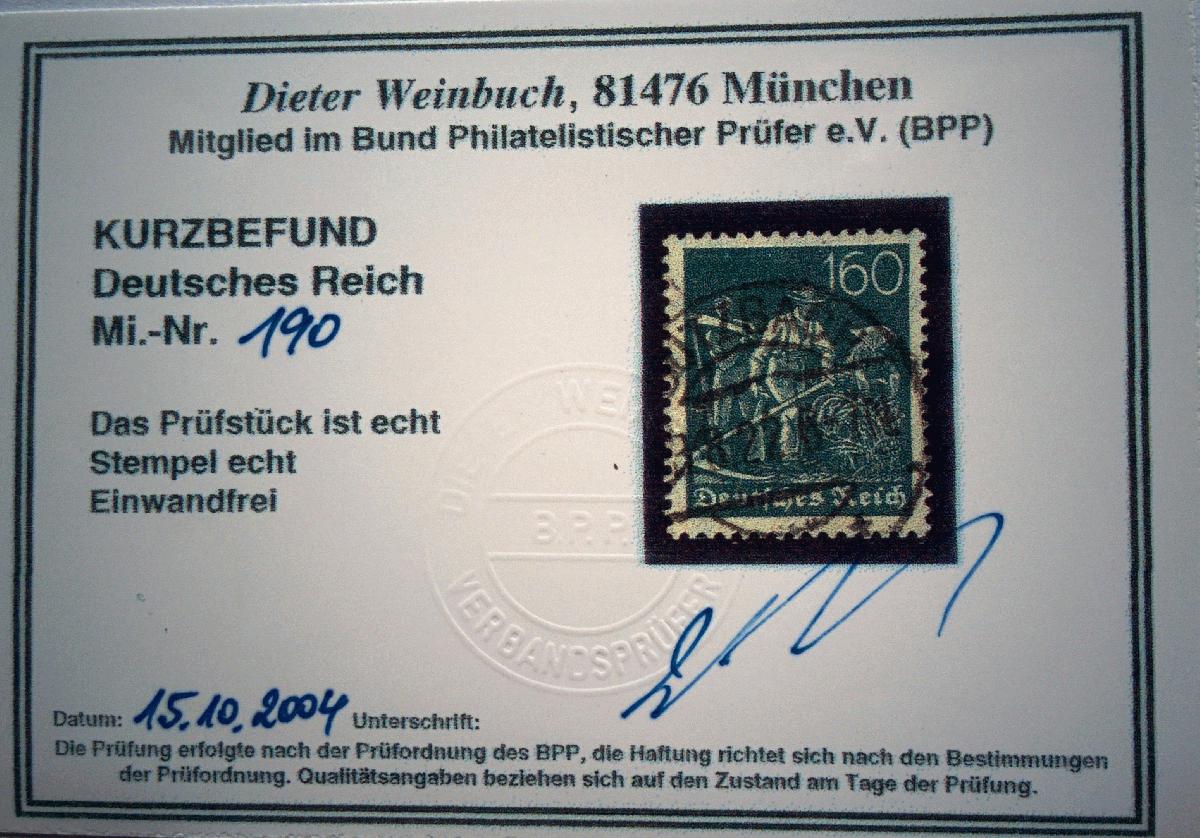 Dieter Weinbuch, 81476 München
Mitglied im Bund Philatelistischer Prüfer e.V. (BPP)
KURZBEFUND
Deutsches Reich
Mi.-Nr. 190
Das Prüfstück ist echt
Stempel echt
Einwandfrei
160
Deutsches Reich
B.P.P.
VERBANDSPRÜFER
Datum: 15.10.2004 Unterschrift:
Die Prüfung erfolgte nach der Prüfordnung des BPP, die Haftung richtet sich nach den Bestimmungen
der Prüfordnung. Qualitätsangaben beziehen sich auf den Zustand am Tage der Prüfung.